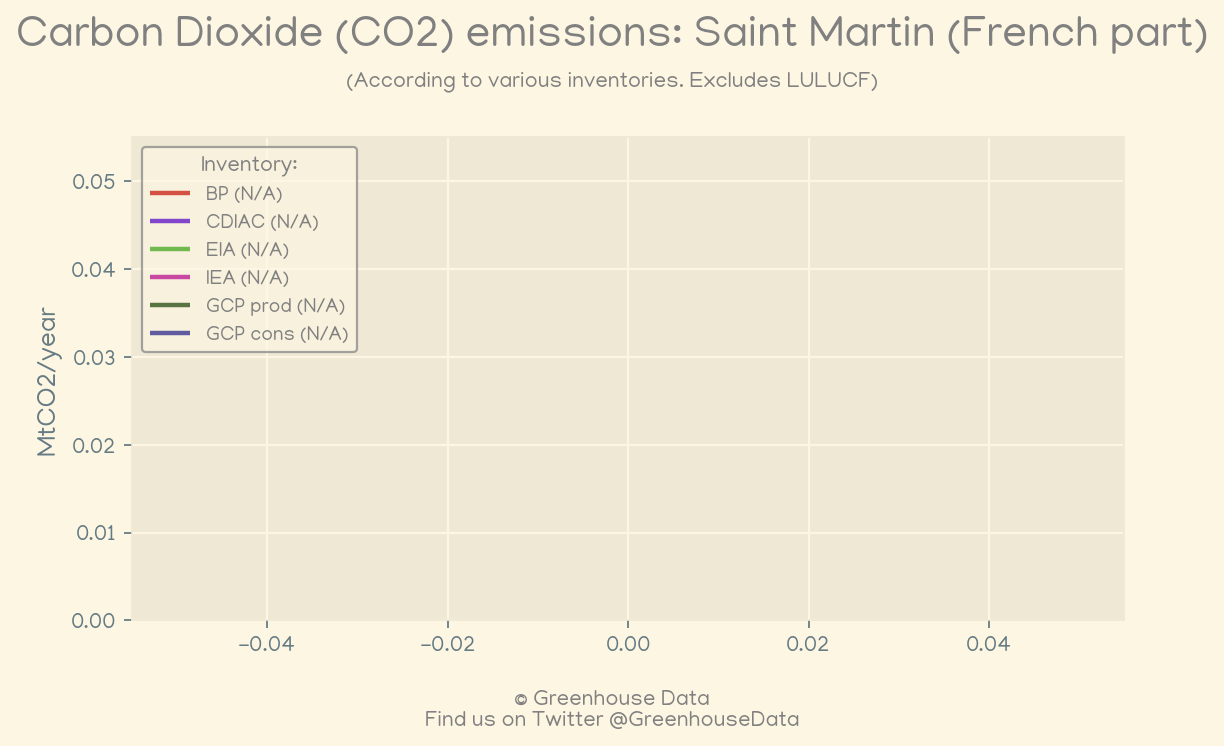 Carbon Dioxide (CO2) emissions: Saint Martin (French part)
(According to various inventories. Excludes LULUCF)
Inventory:
BP (N/A)
CDIAC (N/A)
EIA (N/A)
IEA (N/A)
GCP prod (N/A)
GCP cons (N/A)
MtCO2/year
0.05
0.04
0.03
0.02
0.01
0.00
−0.04 −0.02 0.00 0.02 0.04
© Greenhouse Data
Find us on Twitter @GreenhouseData